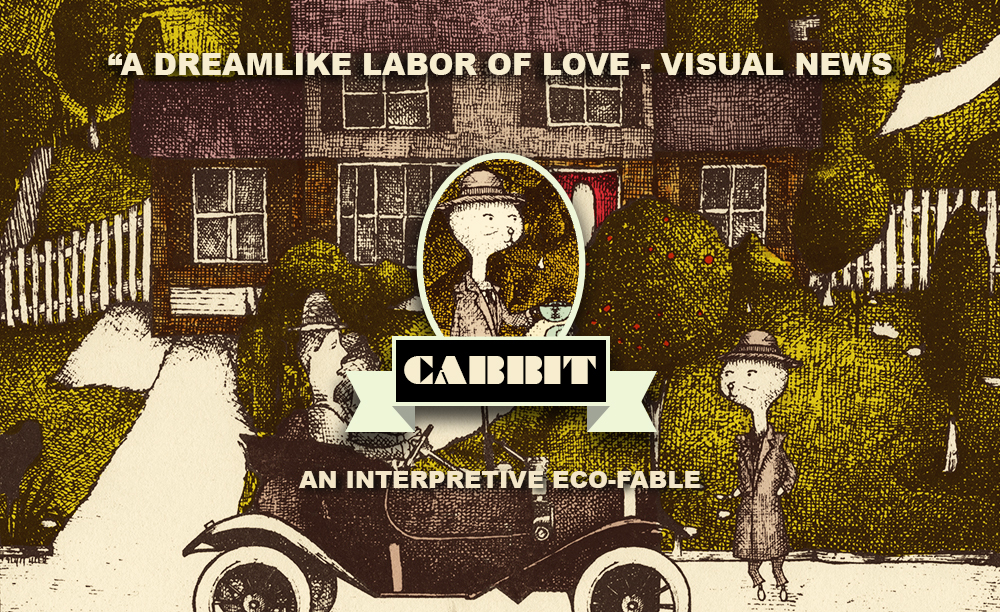 “A DREAMLIKE LABOR OF LOVE - VISUAL NEWS
CABBIT
AN INTERPRETIVE ECO-FABLE